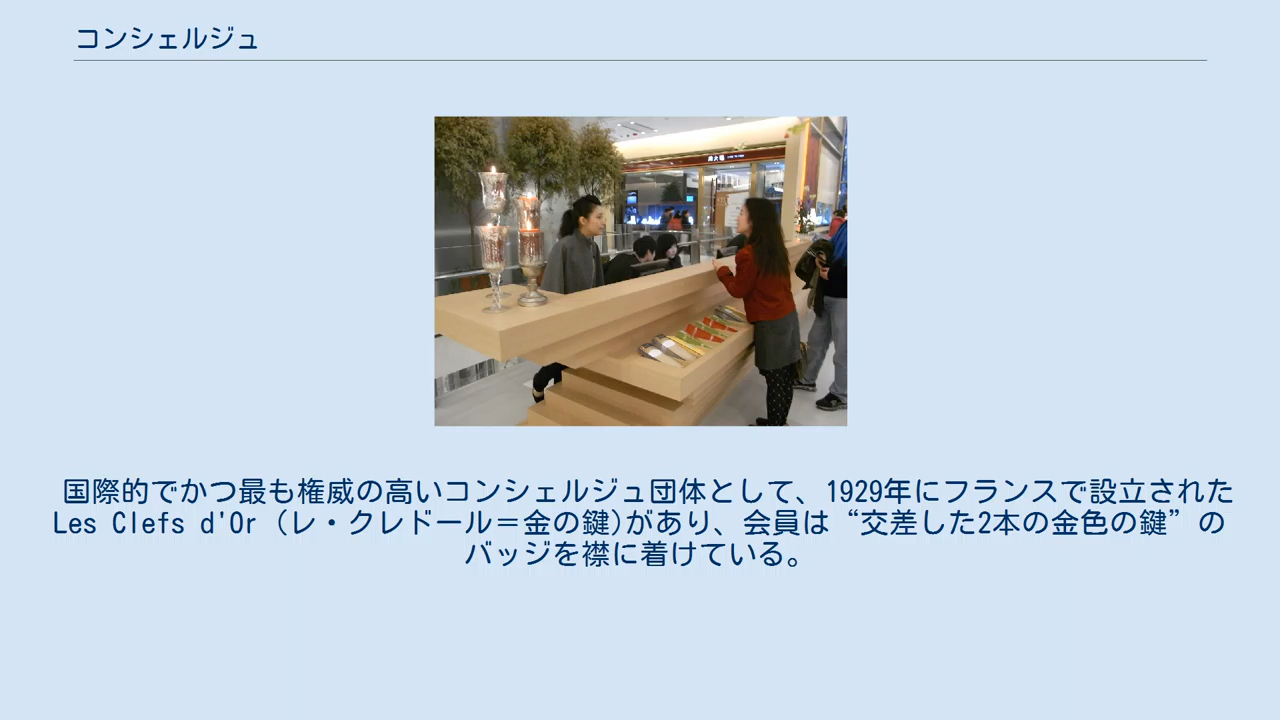 コンシェルジュ
国際的でかつ最も権威の高いコンシェルジュ団体として、1929年にフランスで設立された
Les Clefs d'Or (レ・クレドール＝金の鍵)があり、会員は“交差した2本の金色の鍵”の
バッジを襟に着けている。